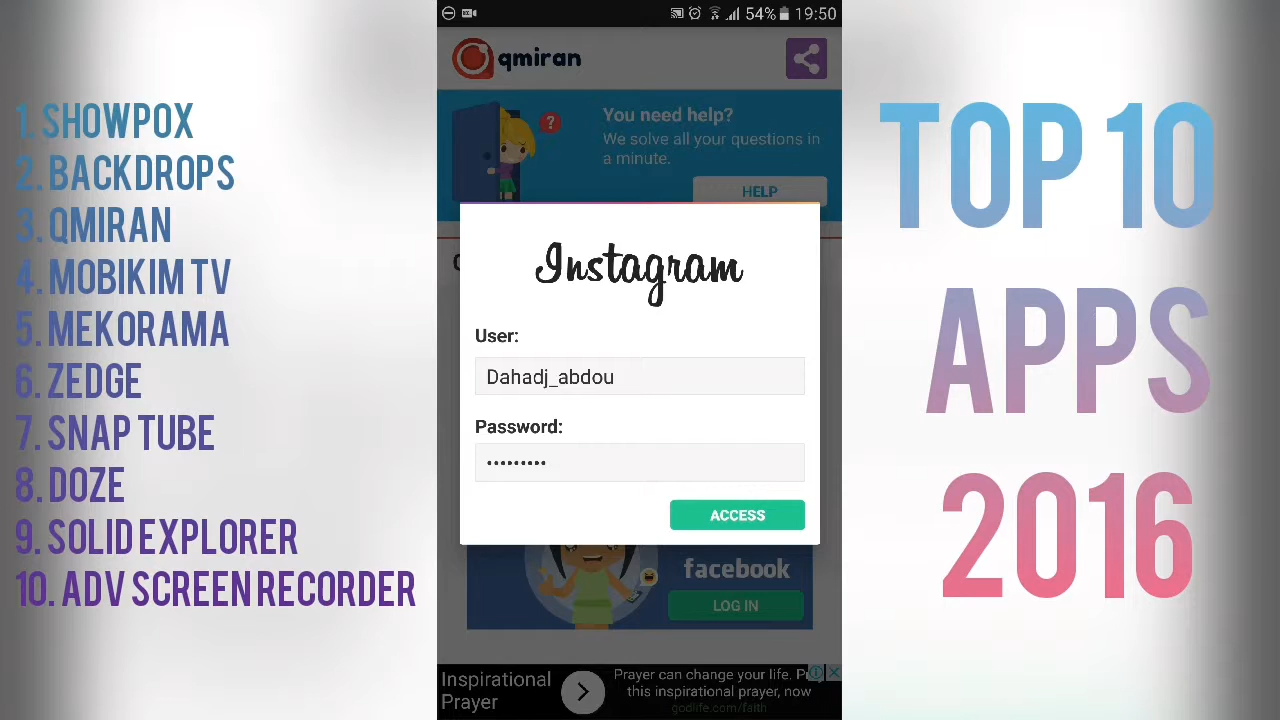 1. SHOWPOX
2. BACKDROPS
3. QMIRAN
4. MOBIKIM TV
5. MEKORAMA
6. ZEDGE
7. SNAP TUBE
8. DOZE
9. SOLID EXPLORER
10. ADV SCREEN RECORDER
54% 19:50
qmiran
You need help?
We solve all your questions in
a minute.
HELP
Instagram
User:
Dahadj_abdou
Password:
•••••••••
ACCESS
facebook
LOG IN
Inspirational
Prayer
Prayer can change your life.
this inspirational prayer, now
godlife.com/faith
TOP 10
APPS
2016